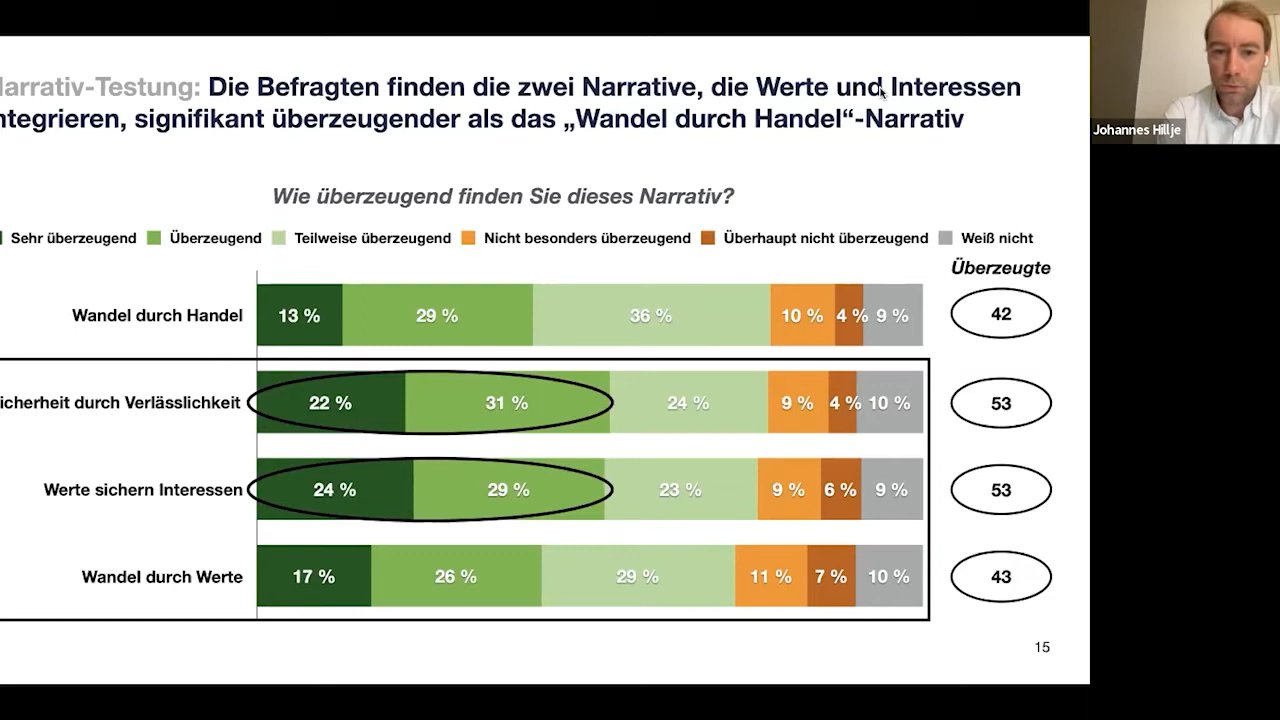 arrativ-Testung: Die Befragten finden die zwei Narrative, die Werte und Interessen
ntegrieren, signifikant überzeugender als das „Wandel durch Handel“-Narrativ
Johannes Hillje
Wie überzeugend finden Sie dieses Narrativ?
Sehr überzeugend Überzeugend Teilweise überzeugend Nicht besonders überzeugend Überhaupt nicht überzeugend Weiß nicht
Überzeugte
Wandel durch Handel 13 % 29 % 36 % 10 % 4 % 9 % 42
icherheit durch Verlässlichkeit 22 % 31 % 24 % 9 % 4 % 10 % 53
Werte sichern Interessen 24 % 29 % 23 % 9 % 6 % 9 % 53
Wandel durch Werte 17 % 26 % 29 % 11 % 7 % 10 % 43
15